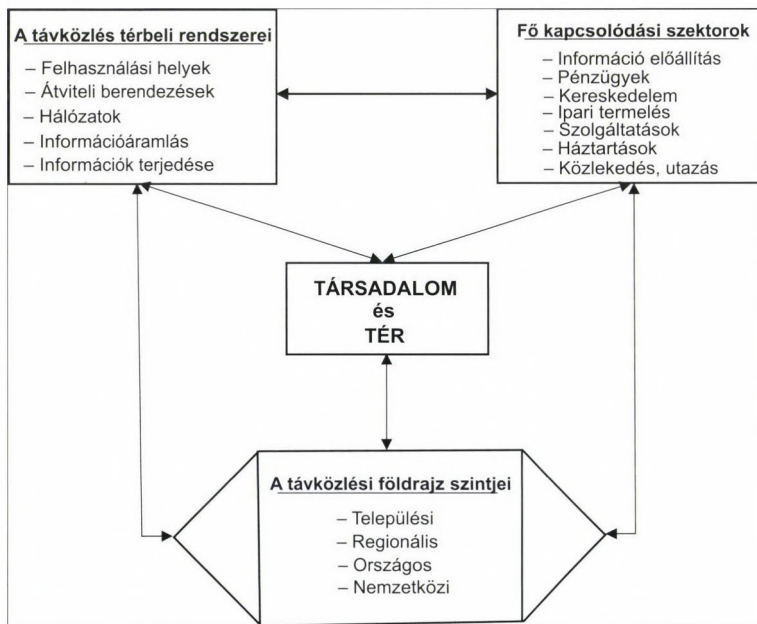 A távközlés térbeli rendszerei
– Felhasználási helyek
– Átviteli berendezések
– Hálózatok
– Információáramlás
– Információk terjedése
Fő kapcsolódási szektorok
– Információ előállítás
– Pénzügyek
– Kereskedelem
– Ipari termelés
– Szolgáltatások
– Háztartások
– Közlekedés, utazás
TÁRSADALOM
és
TÉR
A távközlési földrajz szintjei
– Települési
– Regionális
– Országos
– Nemzetközi